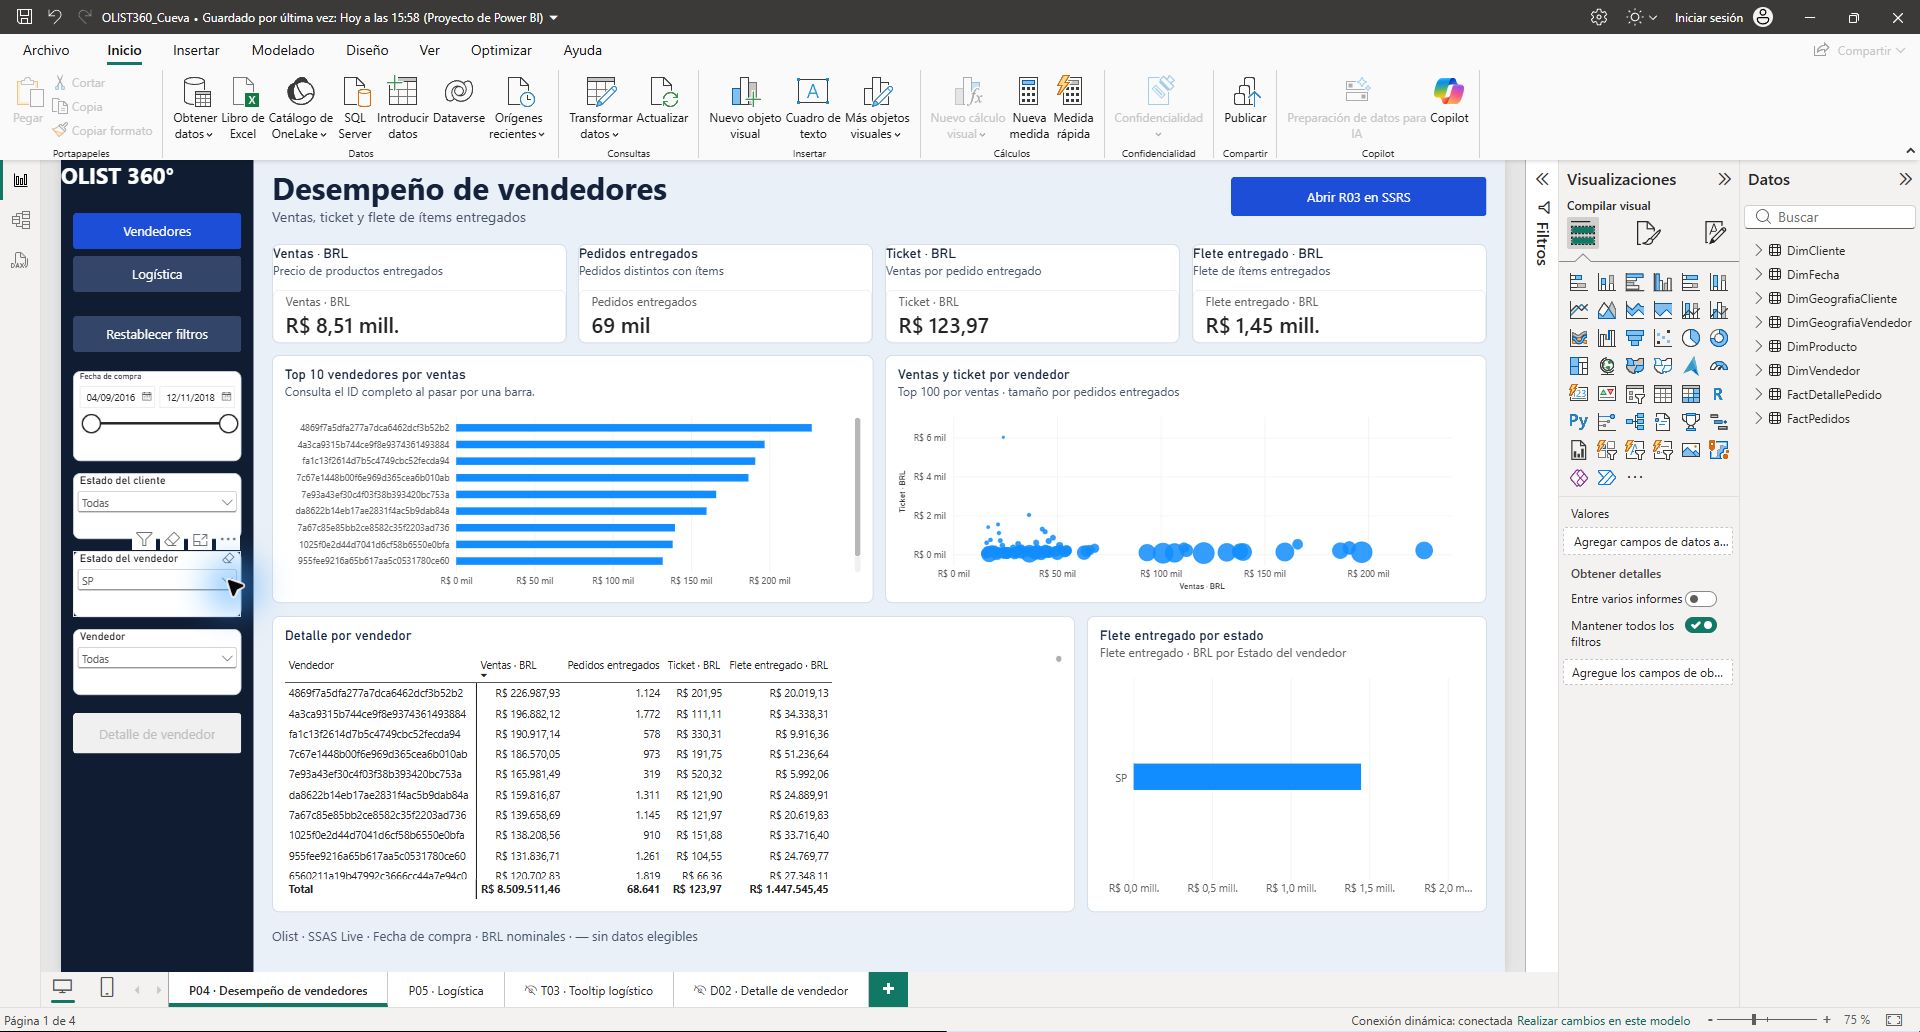 OLIST360_Cueva • Guardado por última vez: Hoy a las 15:58 (Proyecto de Power BI)
Iniciar sesión
Archivo Inicio Insertar Modelado Diseño Ver Optimizar Ayuda
Compartir
Pegar
Cortar
Copia
Copiar formato
Portapapeles
Obtener datos
Libro de Excel
Catálogo de OneLake
SQL Server
Introducir datos
Dataverse
Orígenes recientes
Datos
Transformar datos
Actualizar
Consultas
Nuevo objeto visual
Cuadro de texto
Más objetos visuales
Insertar
Nuevo cálculo visual
Nueva medida
Medida rápida
Cálculos
Confidencialidad
Confidencialidad
Publicar
Compartir
Preparación de datos para IA
Copilot
Copilot
OLIST 360°
Vendedores
Logística
Restablecer filtros
Fecha de compra
04/09/2016 12/11/2018
Estado del cliente
Todas
Estado del vendedor
SP
Vendedor
Todas
Detalle de vendedor
Desempeño de vendedores
Ventas, ticket y flete de ítems entregados
Abrir R03 en SSRS
Ventas · BRL
Precio de productos entregados
Ventas · BRL
R$ 8,51 mill.
Pedidos entregados
Pedidos distintos con ítems
Pedidos entregados
69 mil
Ticket · BRL
Ventas por pedido entregado
Ticket · BRL
R$ 123,97
Flete entregado · BRL
Flete de ítems entregados
Flete entregado · BRL
R$ 1,45 mill.
Top 10 vendedores por ventas
Consulta el ID completo al pasar por una barra.
4869f7a5dfa277a7dca6462dcf3b52b2
4a3ca9315b744ce9f8e9374361493884
fa1c13f2614d7b5c4749cbc52fecda94
7c67e1448b00f6e969d365cea6b010ab
7e93a43ef30c4f03f38b393420bc753a
da8622b14eb17ae2831f4ac5b9dab84a
7a67c85e85bb2ce8582c35f2203ad736
1025f0e2d44d7041d6cf58b6550e0bfa
955fee9216a65b617aa5c0531780ce60
R$ 0 mil R$ 50 mil R$ 100 mil R$ 150 mil R$ 200 mil
Ventas y ticket por vendedor
Top 100 por ventas · tamaño por pedidos entregados
Ticket · BRL
R$ 6 mil
R$ 4 mil
R$ 2 mil
R$ 0 mil
R$ 0 mil R$ 50 mil R$ 100 mil R$ 150 mil R$ 200 mil
Ventas · BRL
Detalle por vendedor
Vendedor Ventas · BRL Pedidos entregados Ticket · BRL Flete entregado · BRL
4869f7a5dfa277a7dca6462dcf3b52b2 R$ 226.987,93 1.124 R$ 201,95 R$ 20.019,13
4a3ca9315b744ce9f8e9374361493884 R$ 196.882,12 1.772 R$ 111,11 R$ 34.338,31
fa1c13f2614d7b5c4749cbc52fecda94 R$ 190.917,14 578 R$ 330,31 R$ 9.916,36
7c67e1448b00f6e969d365cea6b010ab R$ 186.570,05 973 R$ 191,75 R$ 51.236,64
7e93a43ef30c4f03f38b393420bc753a R$ 165.981,49 319 R$ 520,32 R$ 5.992,06
da8622b14eb17ae2831f4ac5b9dab84a R$ 159.816,87 1.311 R$ 121,90 R$ 24.889,91
7a67c85e85bb2ce8582c35f2203ad736 R$ 139.658,69 1.145 R$ 121,97 R$ 20.619,83
1025f0e2d44d7041d6cf58b6550e0bfa R$ 138.208,56 910 R$ 151,88 R$ 33.716,40
955fee9216a65b617aa5c0531780ce60 R$ 131.836,71 1.261 R$ 104,55 R$ 24.769,77
6560211a19b47992c3666cc44a7e94c0 R$ 120.702,83 1.819 R$ 66,36 R$ 27.348,11
Total R$ 8.509.511,46 68.641 R$ 123,97 R$ 1.447.545,45
Flete entregado por estado
Flete entregado · BRL por Estado del vendedor
SP
R$ 0,0 mill. R$ 0,5 mill. R$ 1,0 mill. R$ 1,5 mill. R$ 2,0 m...
Olist · SSAS Live · Fecha de compra · BRL nominales · — sin datos elegibles
Filtros
Visualizaciones
Compilar visual
Valores
Agregar campos de datos a...
Obtener detalles
Entre varios informes
Mantener todos los filtros
Agregue los campos de ob...
Datos
Buscar
DimCliente
DimFecha
DimGeografiaCliente
DimGeografiaVendedor
DimProducto
DimVendedor
FactDetallePedido
FactPedidos
P04 · Desempeño de vendedores
P05 · Logística
T03 · Tooltip logístico
D02 · Detalle de vendedor
Página 1 de 4
Conexión dinámica: conectada Realizar cambios en este modelo
75 %